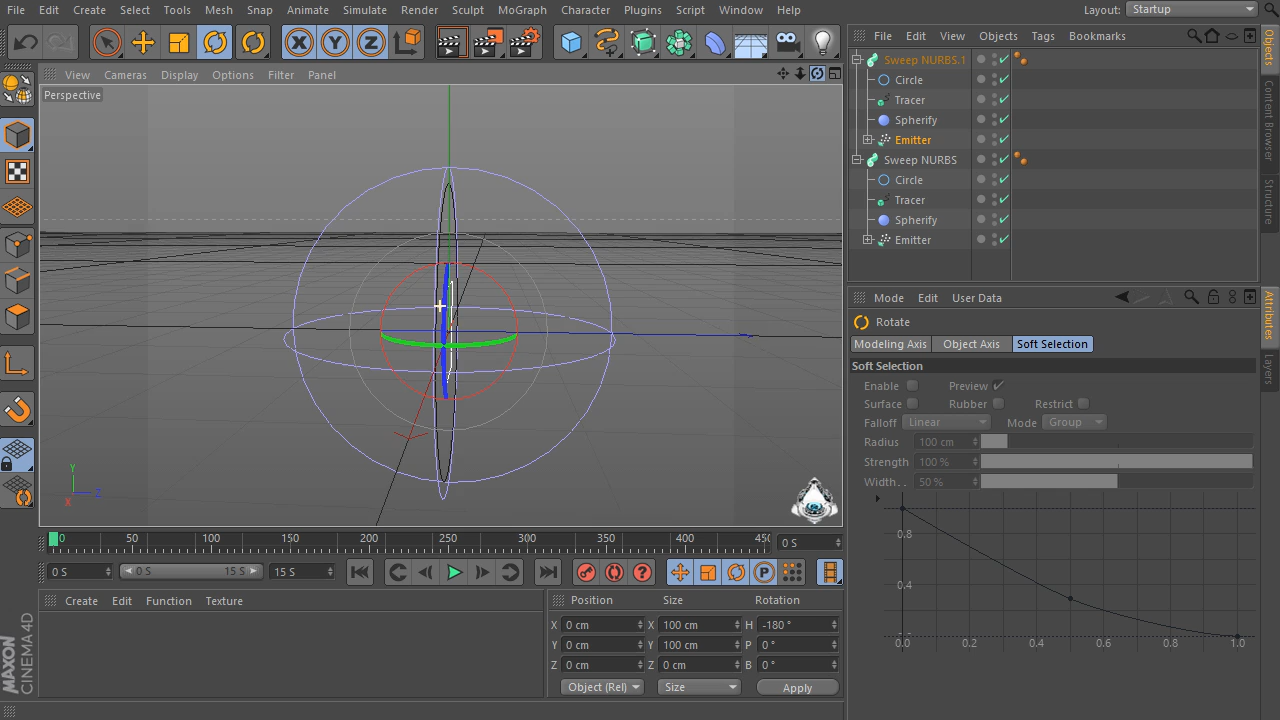 File Edit Create Select Tools Mesh Snap Animate Simulate Render Sculpt MoGraph Character Plugins Script Window Help Layout: Startup
X Y Z
View Cameras Display Options Filter Panel
Perspective
File Edit View Objects Tags Bookmarks
Sweep NURBS.1
Circle
Tracer
Spherify
Emitter
Sweep NURBS
Circle
Tracer
Spherify
Emitter
Objects
Content Browser
Structure
Mode Edit User Data
Rotate
Modeling Axis Object Axis Soft Selection
Soft Selection
Enable Preview
Surface Rubber Restrict
Falloff Linear Mode Group
Radius 100 cm
Strength 100 %
Width.. 50 %
0.8
0.4
0.0 0.2 0.4 0.6 0.8 1.0
Attributes
Layers
Y
Z
X
0 50 100 150 200 250 300 350 400 450 0 S
0 S 0 S 15 S 15 S
P
Create Edit Function Texture
Position Size Rotation
X 0 cm X 100 cm H -180 °
Y 0 cm Y 100 cm P 0 °
Z 0 cm Z 0 cm B 0 °
Object (Rel) Size Apply
MAXON
CINEMA 4D